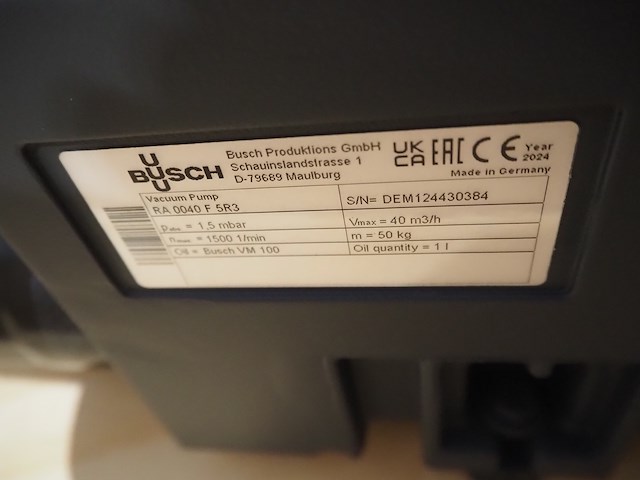 BUSCH
Busch Produktions GmbH
Schauinslandstrasse 1
D-79689 Maulburg
UK CA EAC CE Year 2024
Made in Germany
Vacuum Pump
RA 0040 F 5R3
S/N= DEM124430384
Pabs = 1,5 mbar
Vmax = 40 m3/h
nmax = 1500 1/min
m = 50 kg
Oil = Busch VM 100
Oil quantity = 1 l